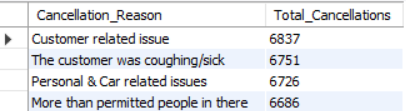 Cancellation_Reason Total_Cancellations
Customer related issue 6837
The customer was coughing/sick 6751
Personal & Car related issues 6726
More than permitted people in there 6686